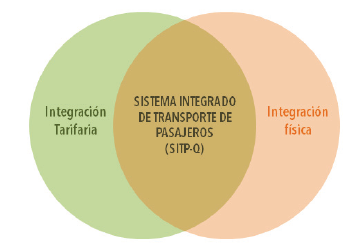 Integración
Tarifaria
SISTEMA INTEGRADO
DE TRANSPORTE DE
PASAJEROS
(SITP-Q)
Integración
física